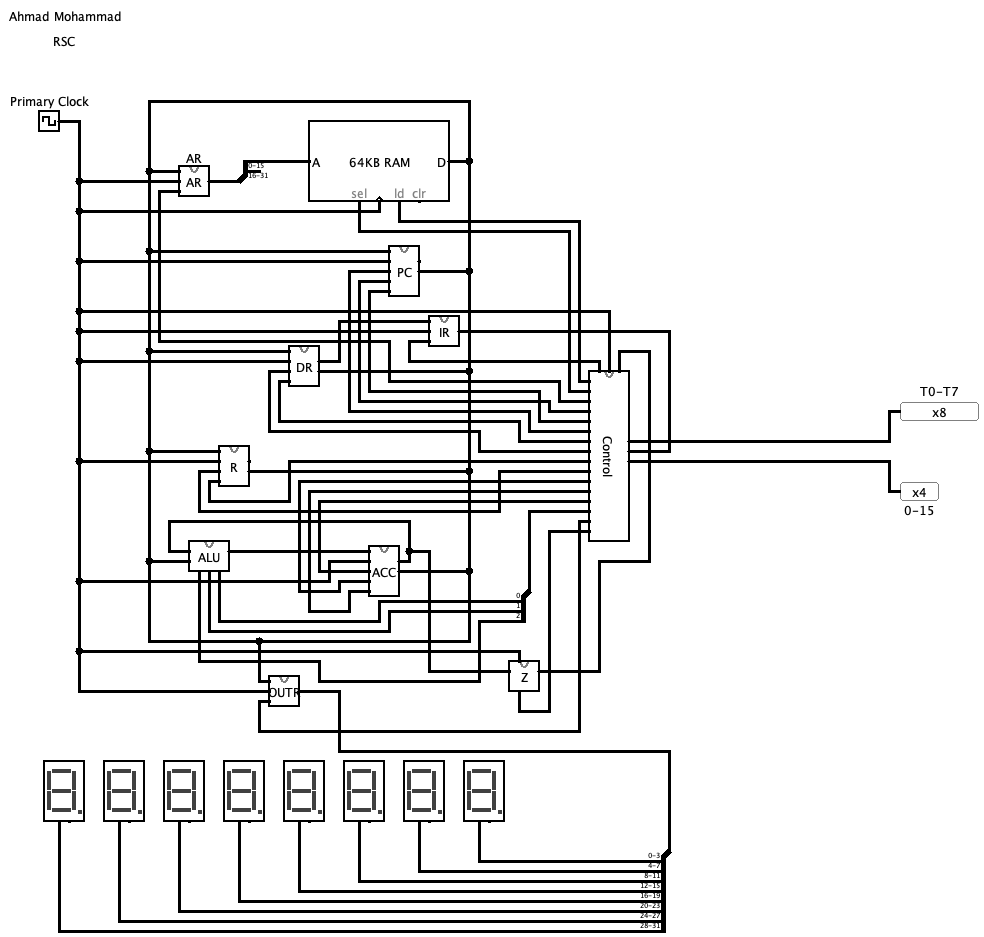 Ahmad Mohammad
RSC
Primary Clock
AR
AR
0-15
16-31
A
64KB RAM
D
sel
ld
clr
PC
IR
DR
T0-T7
x8
Control
R
x4
0-15
ALU
ACC
0
1
2
Z
OUTR
0-3
4-7
8-11
12-15
16-19
20-23
24-27
28-31